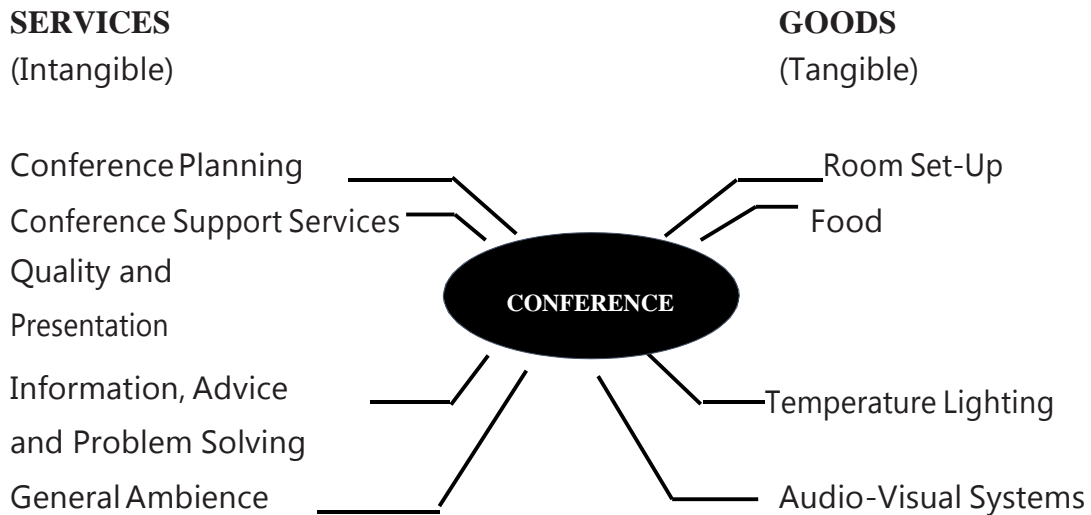 SERVICES
(Intangible)
GOODS
(Tangible)
Conference Planning
Conference Support Services
Quality and
Presentation
Information, Advice
and Problem Solving
General Ambience
CONFERENCE
Room Set-Up
Food
Temperature Lighting
Audio-Visual Systems